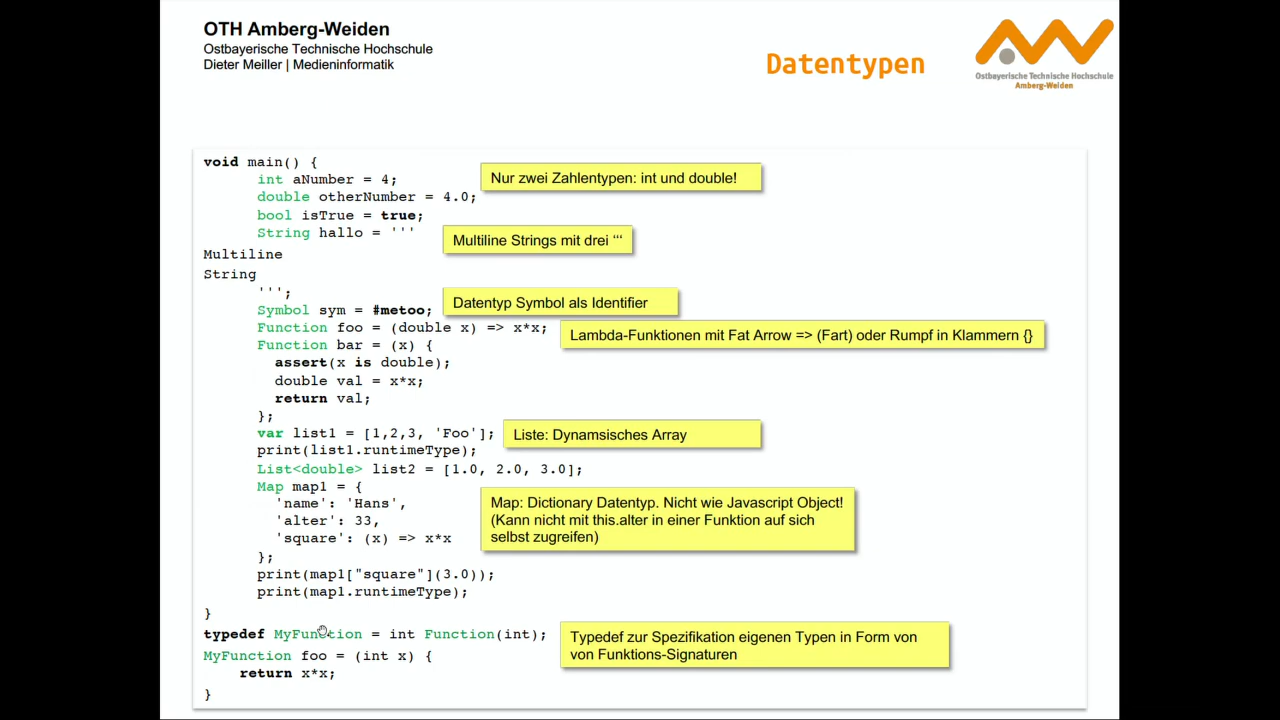 OTH Amberg-Weiden
Ostbayerische Technische Hochschule
Dieter Meiller | Medieninformatik
Datentypen
Ostbayerische Technische Hochschule
Amberg-Weiden
void main() {
int aNumber = 4;
Nur zwei Zahlentypen: int und double!
double otherNumber = 4.0;
bool isTrue = true;
String hallo = '''
Multiline Strings mit drei ‘‘‘
Multiline
String
''';
Symbol sym = #metoo;
Datentyp Symbol als Identifier
Function foo = (double x) => x*x;
Lambda-Funktionen mit Fat Arrow => (Fart) oder Rumpf in Klammern {}
Function bar = (x) {
assert(x is double);
double val = x*x;
return val;
};
var list1 = [1,2,3, 'Foo'];
Liste: Dynamsisches Array
print(list1.runtimeType);
List<double> list2 = [1.0, 2.0, 3.0];
Map map1 = {
'name': 'Hans',
'alter': 33,
'square': (x) => x*x
Map: Dictionary Datentyp. Nicht wie Javascript Object!
(Kann nicht mit this.alter in einer Funktion auf sich
selbst zugreifen)
};
print(map1["square"](3.0));
print(map1.runtimeType);
}
typedef MyFunction = int Function(int);
Typedef zur Spezifikation eigenen Typen in Form von
von Funktions-Signaturen
MyFunction foo = (int x) {
return x*x;
}